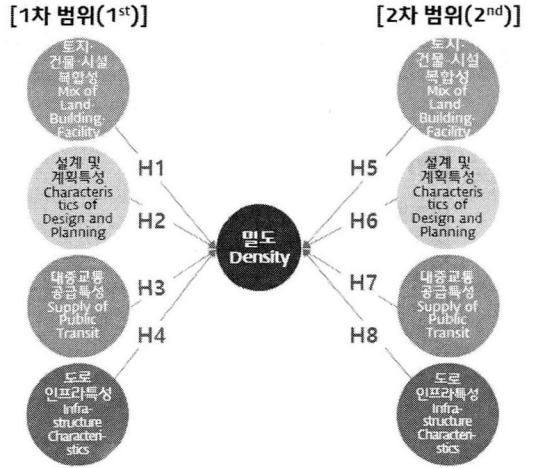 [1차 범위(1st)]
[2차 범위(2nd)]
토지·
건물·시설
복합성
Mix of
Land·
Building·
Facility
설계 및
계획특성
Characteris
tics of
Design and
Planning
대중교통
공급특성
Supply of
Public
Transit
도로
인프라특성
Infra-
structure
Characteri-
stics
H1
H2
H3
H4
밀도
Density
H5
H6
H7
H8
토지·
건물·시설
복합성
Mix of
Land·
Building·
Facility
설계 및
계획특성
Characteris
tics of
Design and
Planning
대중교통
공급특성
Supply of
Public
Transit
도로
인프라특성
Infra-
structure
Characteri-
stics